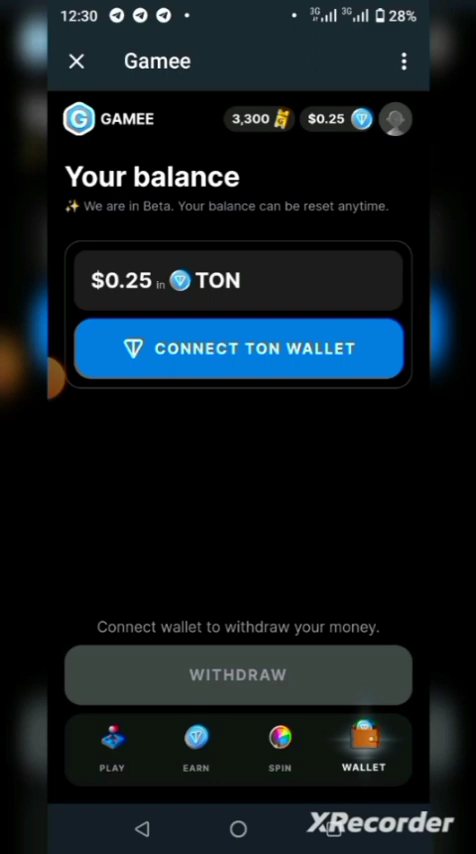 12:30 3G 3G 28%
Gamee
GAMEE 3,300 $0.25
Your balance
✨ We are in Beta. Your balance can be reset anytime.
$0.25 in TON
CONNECT TON WALLET
Connect wallet to withdraw your money.
WITHDRAW
PLAY EARN SPIN WALLET
XRecorder